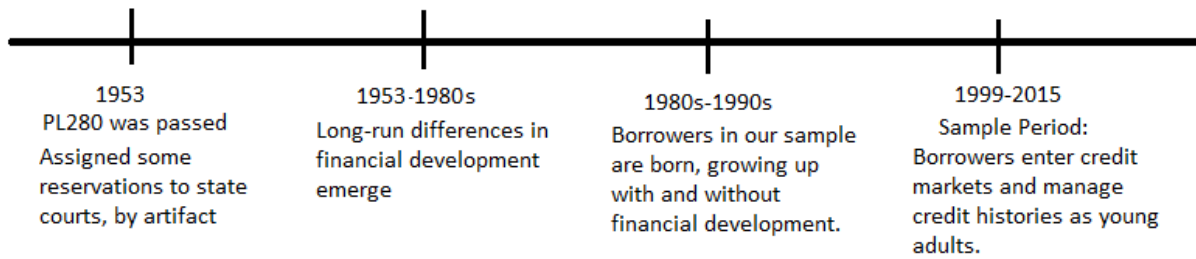 1953
PL280 was passed
Assigned some
reservations to state
courts, by artifact
1953-1980s
Long-run differences in
financial development
emerge
1980s-1990s
Borrowers in our sample
are born, growing up
with and without
financial development.
1999-2015
Sample Period:
Borrowers enter credit
markets and manage
credit histories as young
adults.